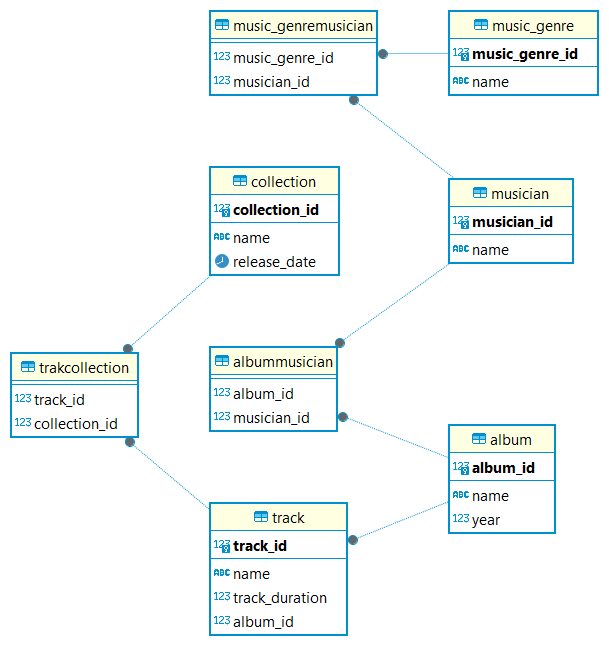 music_genremusician
123 music_genre_id
123 musician_id
music_genre
123 music_genre_id
ABC name
collection
123 collection_id
ABC name
release_date
musician
123 musician_id
ABC name
trakcollection
123 track_id
123 collection_id
albummusician
123 album_id
123 musician_id
album
123 album_id
ABC name
123 year
track
123 track_id
ABC name
123 track_duration
123 album_id